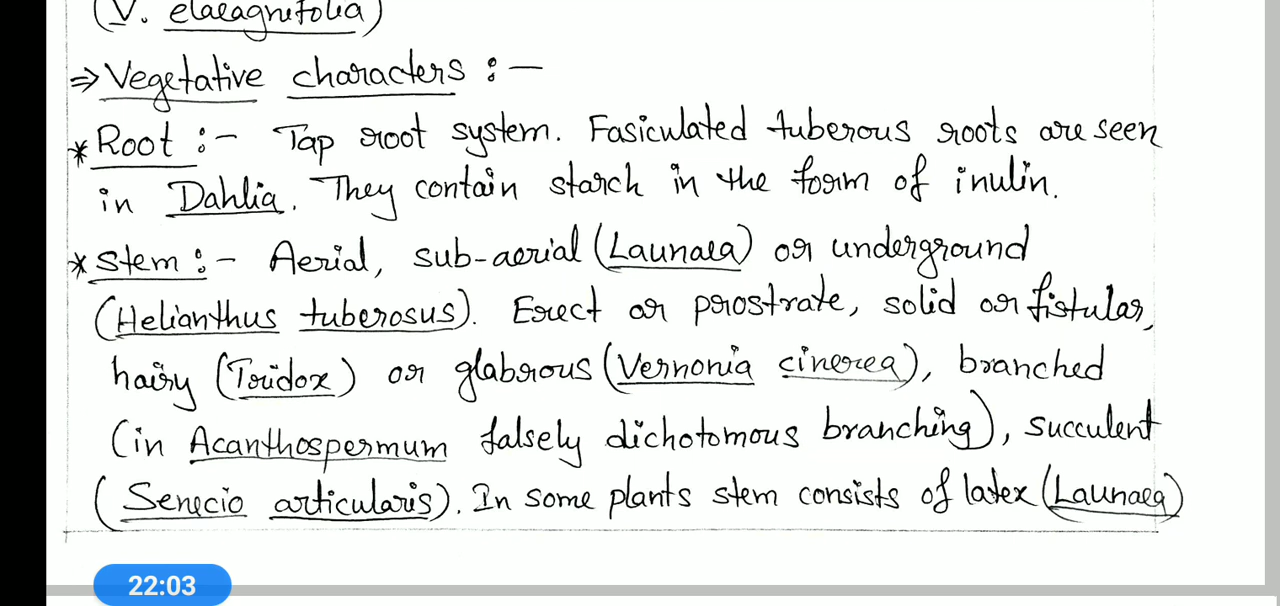 (V. elaeagnifolia)
⇒ Vegetative characters :-
* Root :- Tap root system. Fasiculated tuberous roots are seen
in Dahlia. They contain starch in the form of inulin.
* Stem :- Aerial, sub-aerial (Launaea) or underground
(Helianthus tuberosus). Erect or prostrate, solid or fistular,
hairy (Tridox) or glabrous (Vernonia cinerea), branched
(in Acanthospermum falsely dichotomous branching), succulent
(Senecio articularis). In some plants stem consists of latex (Launaea)
22:03